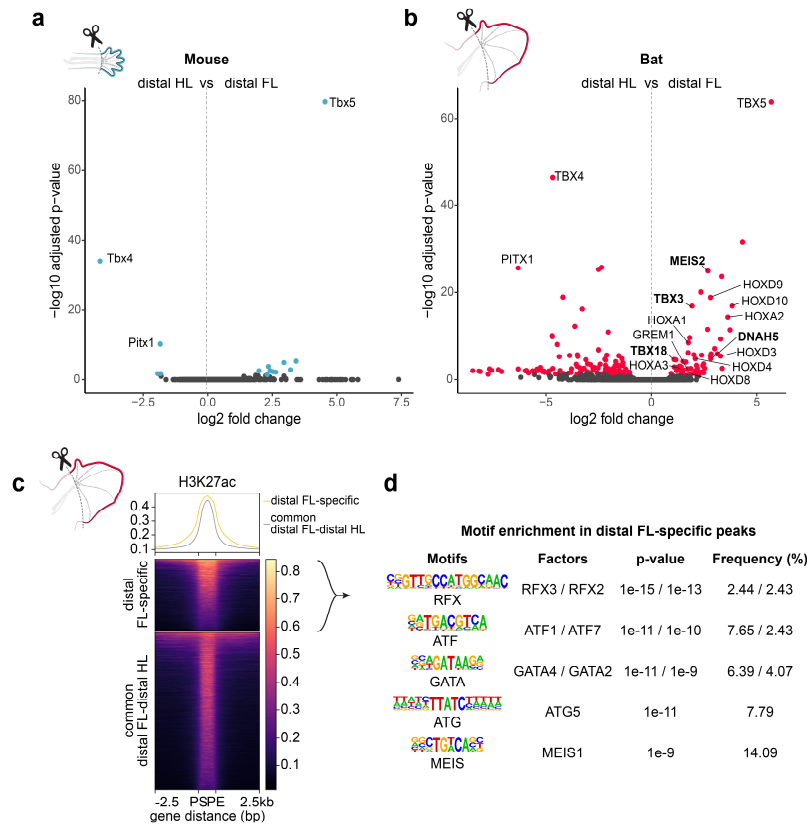 a
Mouse
distal HL vs distal FL
80
60
40
20
0
−log10 adjusted p-value
Tbx5
Tbx4
Pitx1
−2.5
0.0
2.5
5.0
7.5
log2 fold change
b
Bat
distal HL vs distal FL
60
40
20
0
−log10 adjusted p-value
TBX5
TBX4
PITX1
MEIS2
HOXD9
TBX3
HOXD10
HOXA2
HOXA1
GREM1
DNAH5
TBX18
HOXD3
HOXA3
HOXD4
HOXD8
−5
0
5
log2 fold change
c
H3K27ac
0.4
0.3
0.2
0.1
distal FL-specific
common
distal FL-distal HL
distal
FL-specific
common
distal FL-distal HL
0.8
0.7
0.6
0.5
0.4
0.3
0.2
0.1
-2.5 PSPE 2.5kb
gene distance (bp)
d
Motif enrichment in distal FL-specific peaks
Motifs Factors p-value Frequency (%)
RFX RFX3 / RFX2 1e-15 / 1e-13 2.44 / 2.43
ATF ATF1 / ATF7 1e-11 / 1e-10 7.65 / 2.43
GATA GATA4 / GATA2 1e-11 / 1e-9 6.39 / 4.07
ATG ATG5 1e-11 7.79
MEIS MEIS1 1e-9 14.09